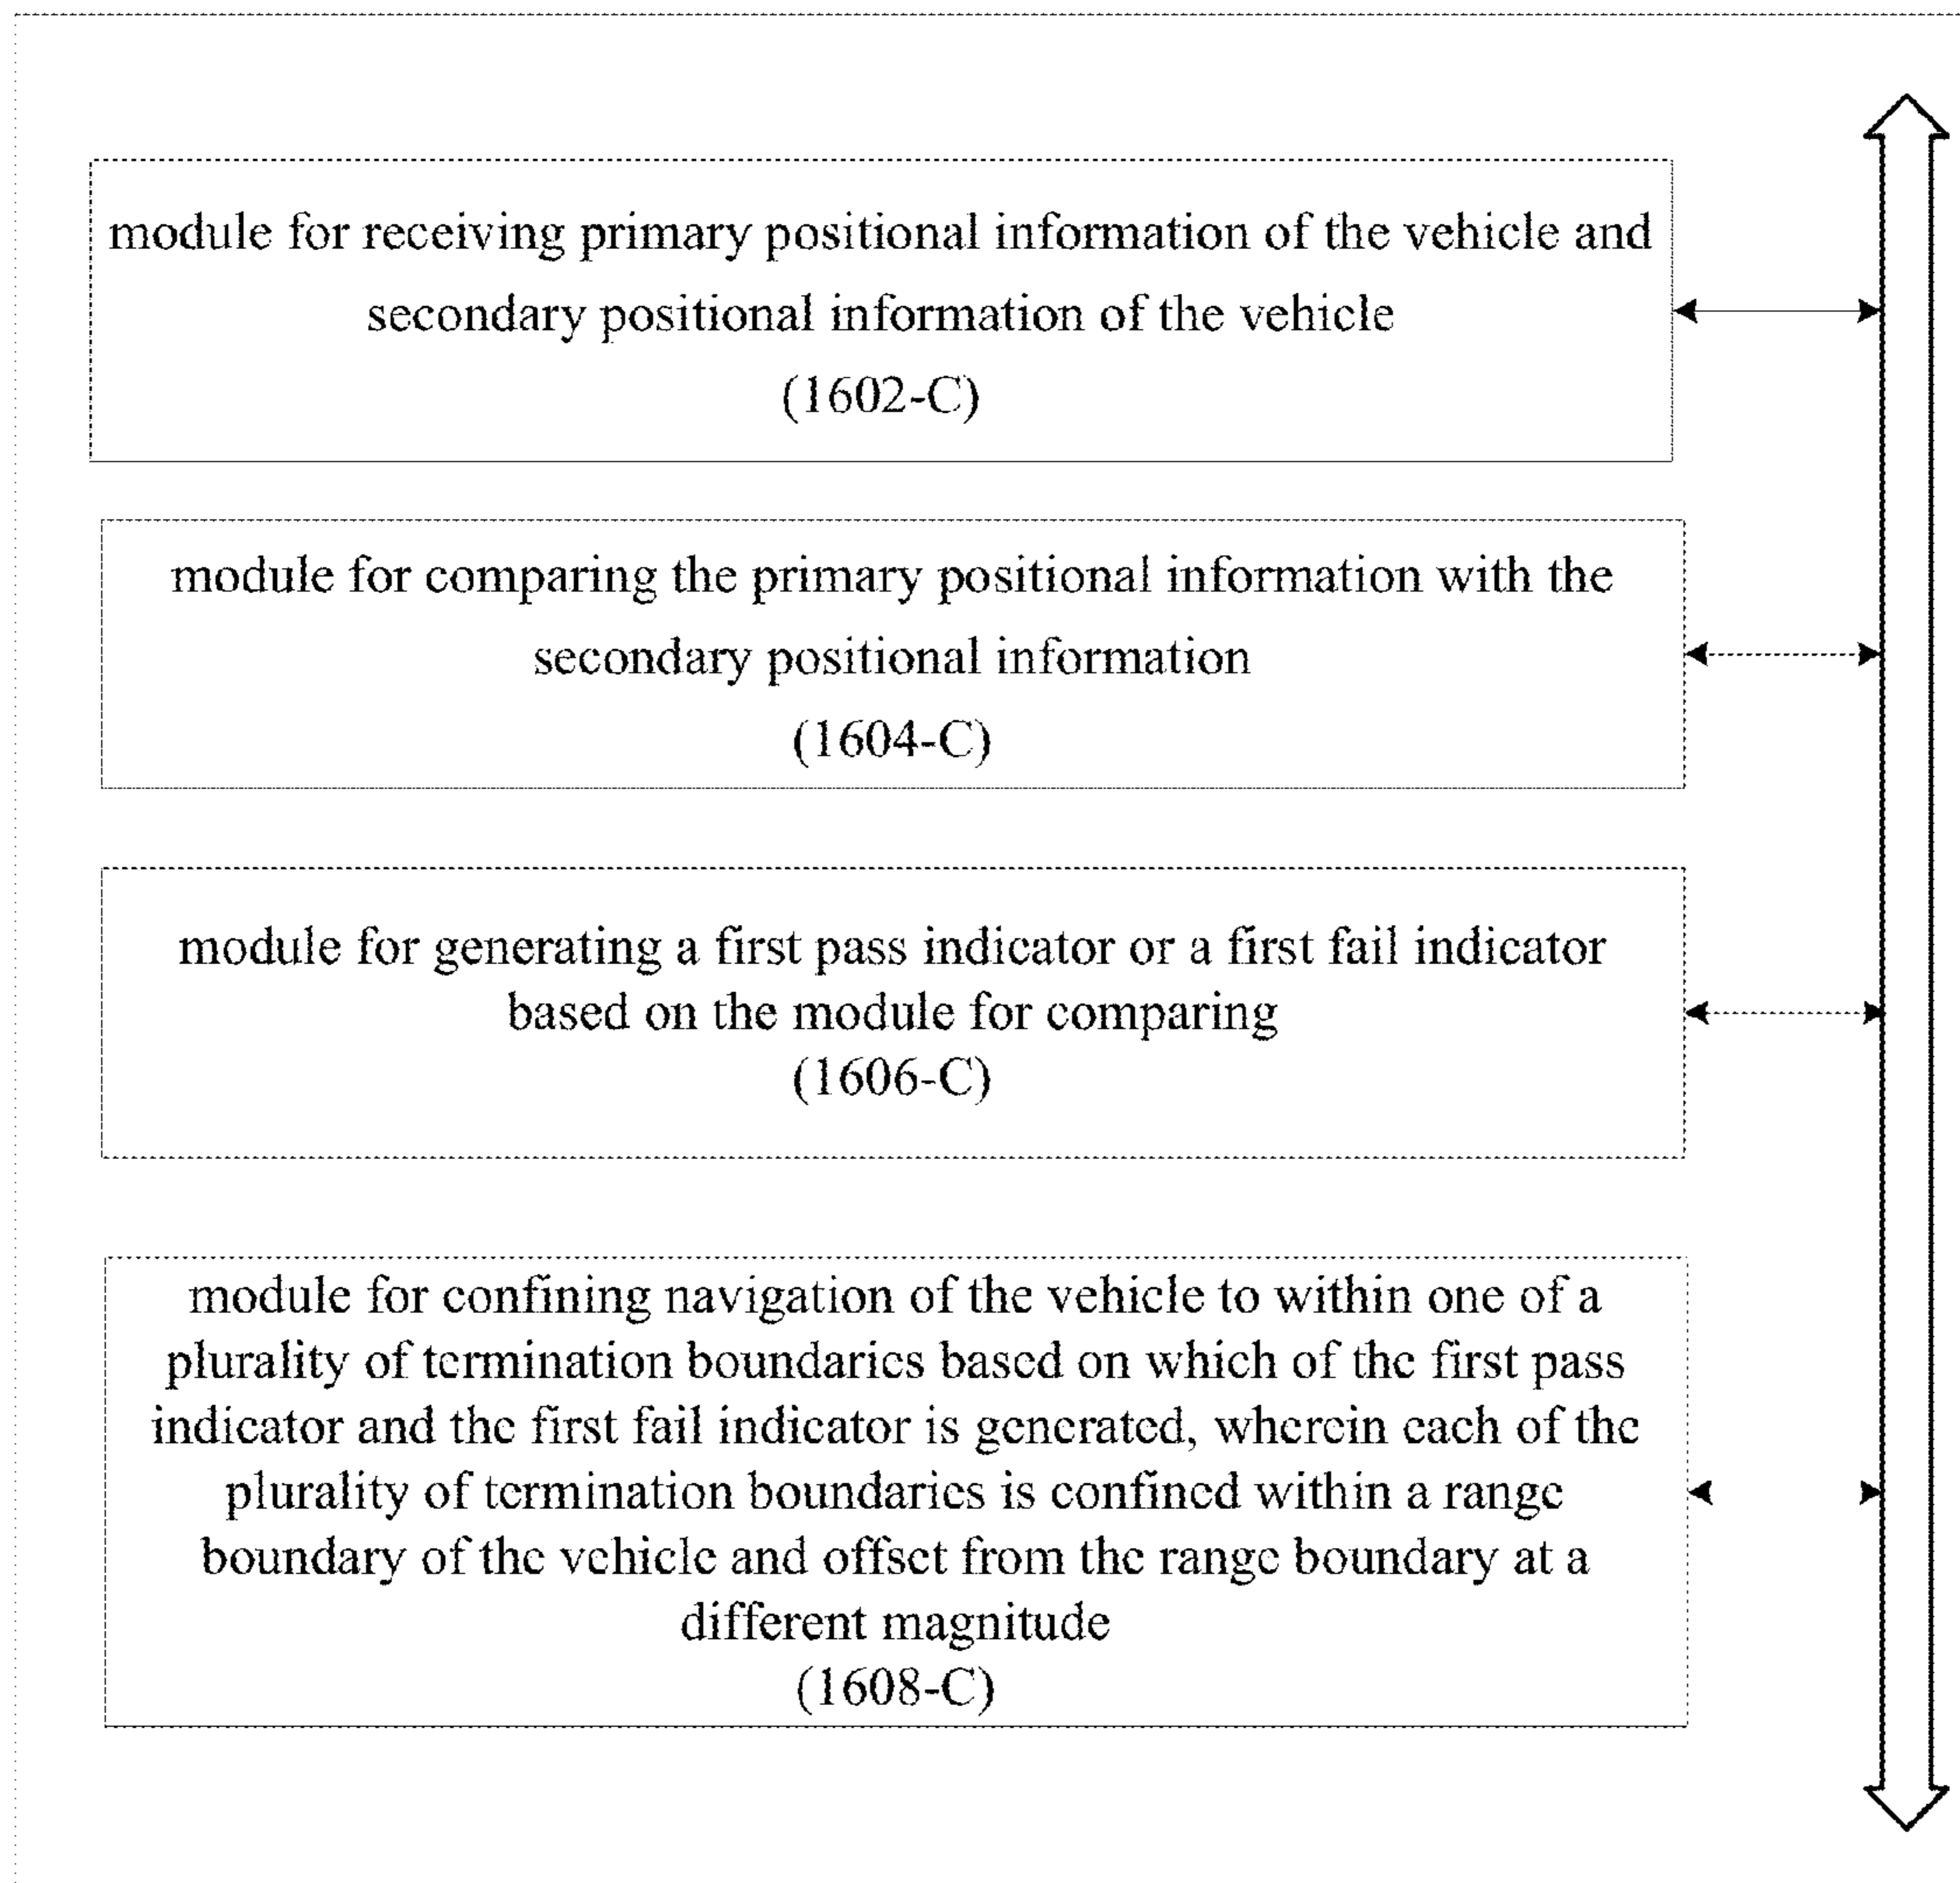 module for receiving primary positional information of the vehicle and
secondary positional information of the vehicle
(1602-C)
module for comparing the primary positional information with the
secondary positional information
(1604-C)
module for generating a first pass indicator or a first fail indicator
based on the module for comparing
(1606-C)
module for confining navigation of the vehicle to within one of a
plurality of termination boundaries based on which of the first pass
indicator and the first fail indicator is generated, wherein each of the
plurality of termination boundaries is confined within a range
boundary of the vehicle and offset from the range boundary at a
different magnitude
(1608-C)